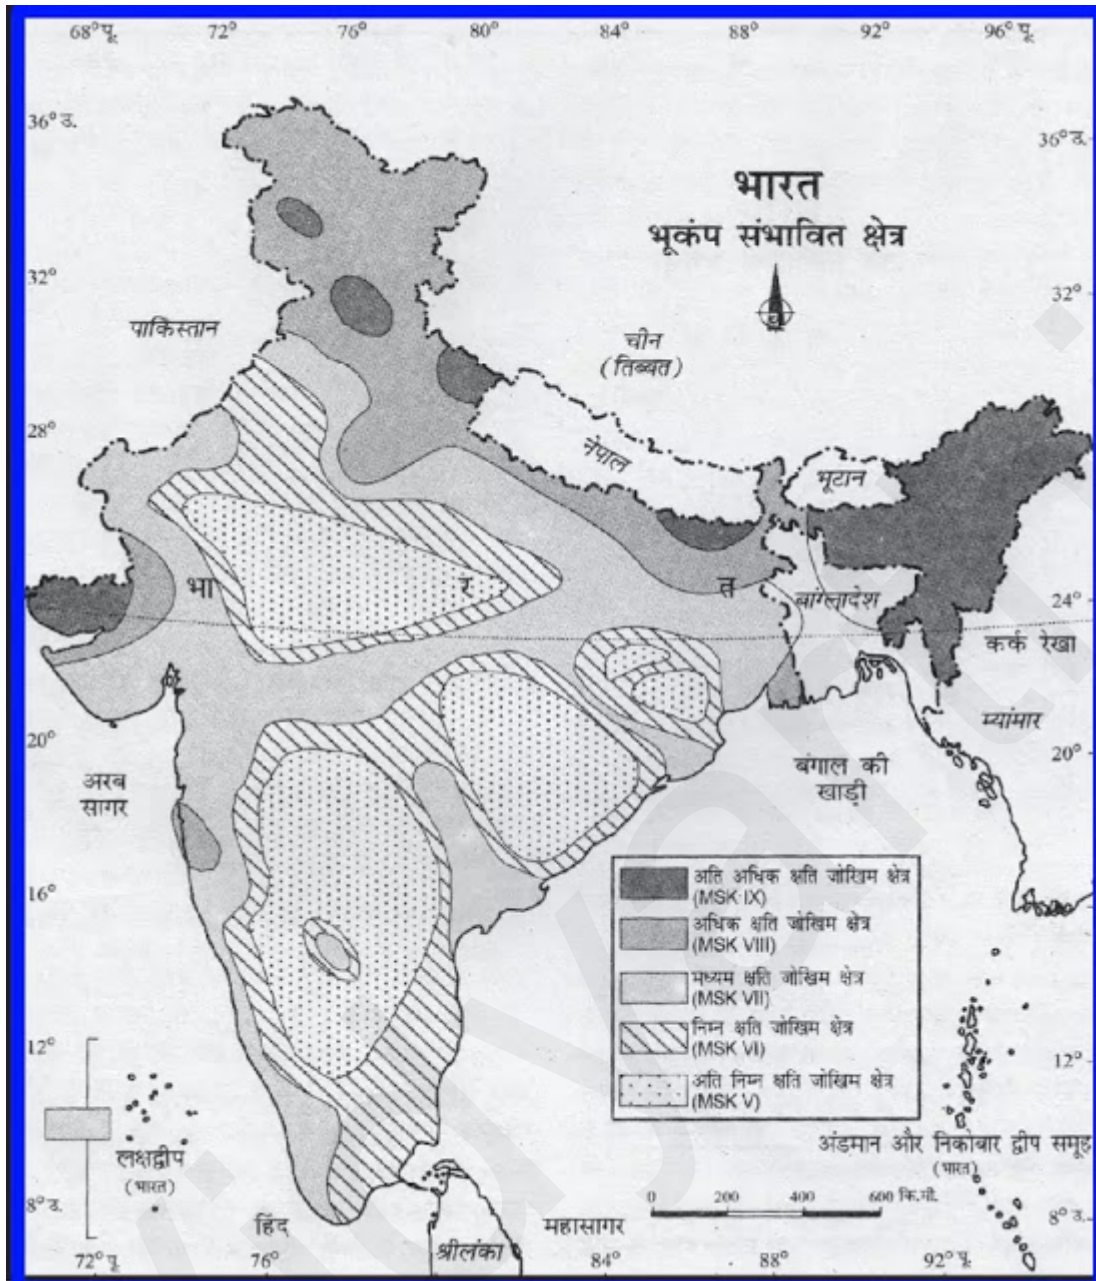 68°पू. 72° 76° 80° 84° 88° 92° 96° पू.
36° उ.
36° उ.
भारत
भूकंप संभावित क्षेत्र
32°
32°
पाकिस्तान
चीन
(तिब्बत)
28°
नेपाल
भूटान
भा र त
बांग्लादेश
24°
कर्क रेखा
म्यांमार
20°
20°
अरब
सागर
बंगाल की
खाड़ी
16°
अति अधिक क्षति जोखिम क्षेत्र
(MSK IX)
अधिक क्षति जोखिम क्षेत्र
(MSK VIII)
मध्यम क्षति जोखिम क्षेत्र
(MSK VII)
निम्न क्षति जोखिम क्षेत्र
(MSK VI)
अति निम्न क्षति जोखिम क्षेत्र
(MSK V)
12°
12°
लक्षद्वीप
(भारत)
अंडमान और निकोबार द्वीप समूह
(भारत)
0 200 400 600 कि.मी.
8° उ.
8° उ.
हिंद महासागर
श्रीलंका
72° पू. 76° 84° 88° 92° पू.